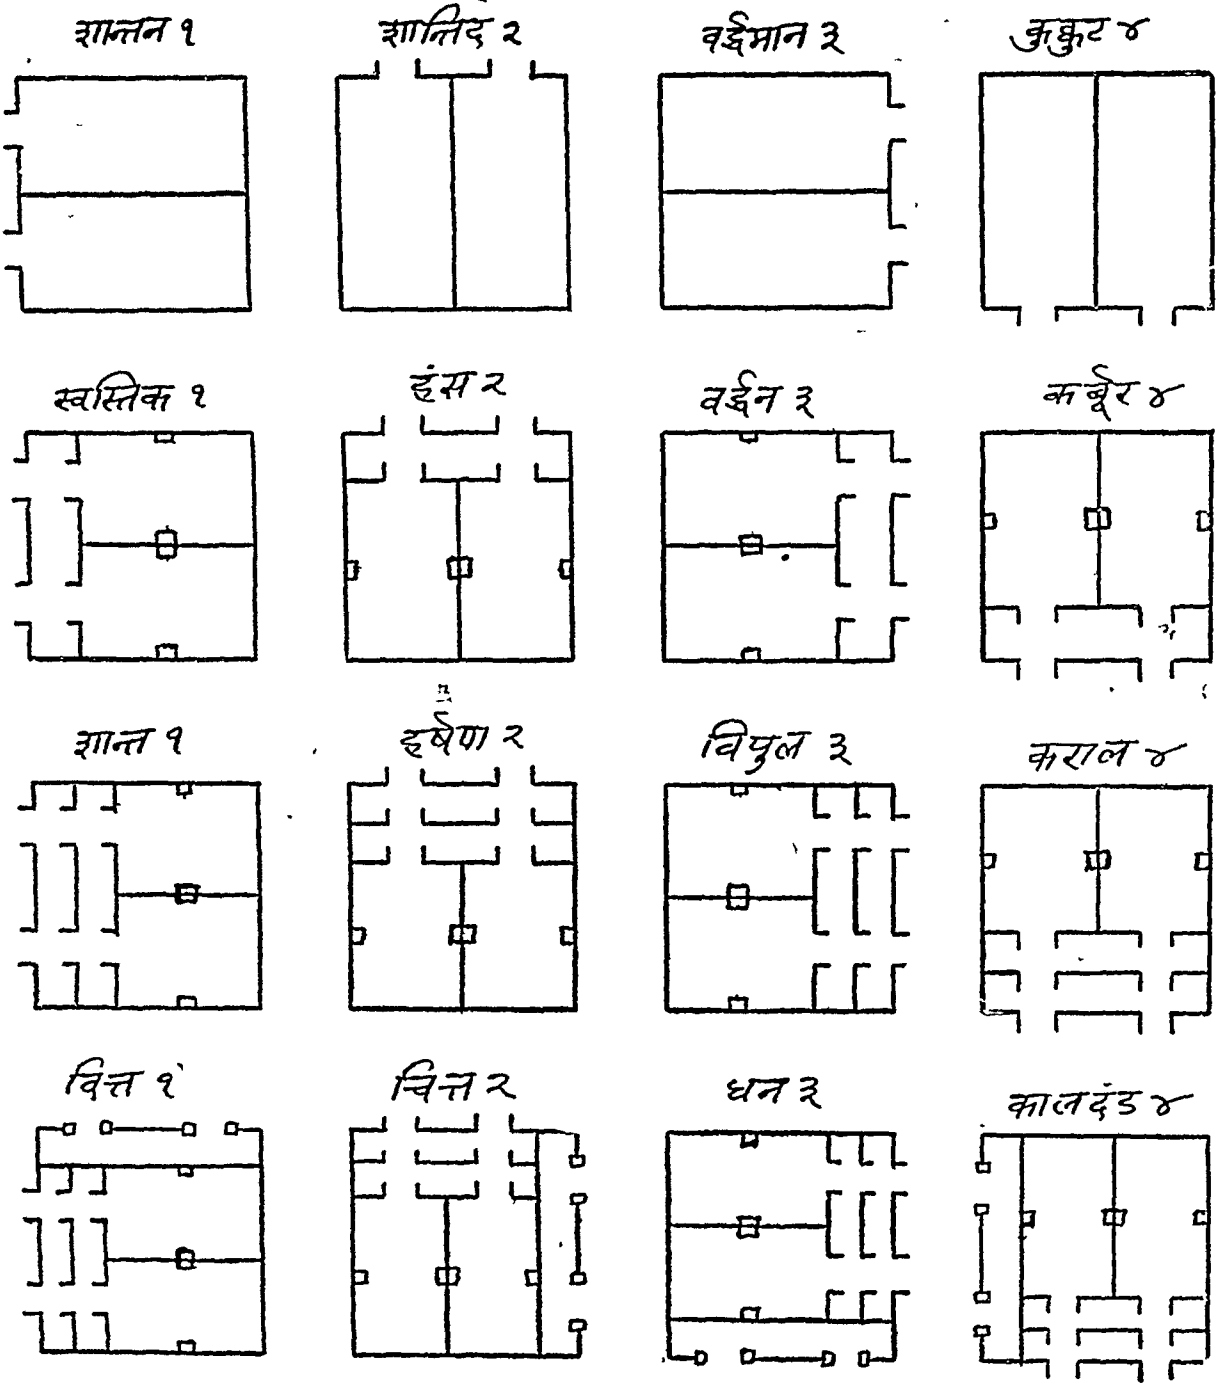 शान्तन १ शान्तिद २ वर्द्धमान ३ कुक्कुट ४
स्वस्तिक १ हंस २ वर्द्धन ३ कर्बूर ४
शान्त १ हर्षण २ विपुल ३ कराल ४
वित्त १ चित्त २ धन ३ कालदंड ४